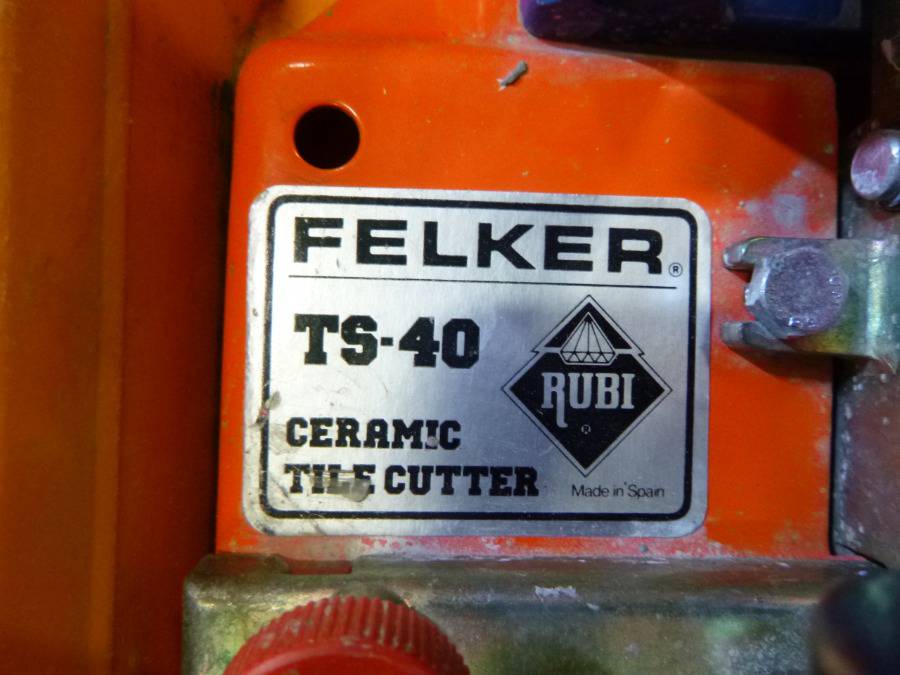 FELKER®
TS-40
RUBI
®
CERAMIC
TILE CUTTER
Made in Spain